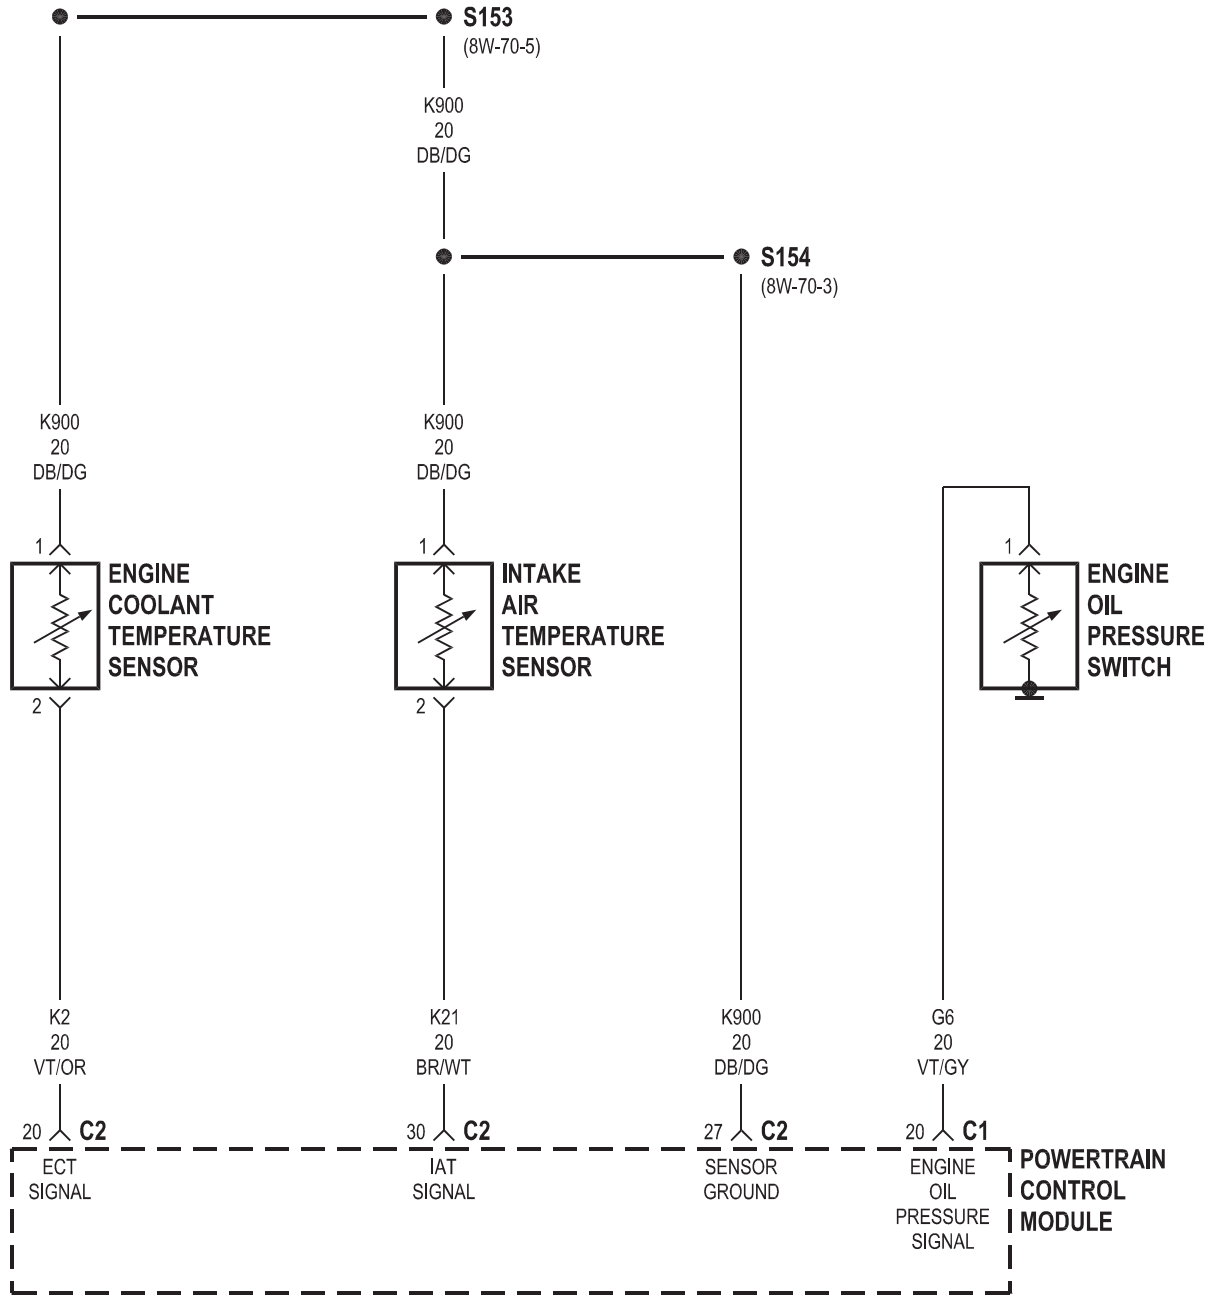 S153
(8W-70-5)
K900
20
DB/DG
S154
(8W-70-3)
K900
20
DB/DG
K900
20
DB/DG
1
ENGINE
COOLANT
TEMPERATURE
SENSOR
2
1
INTAKE
AIR
TEMPERATURE
SENSOR
2
1
ENGINE
OIL
PRESSURE
SWITCH
K2
20
VT/OR
K21
20
BR/WT
K900
20
DB/DG
G6
20
VT/GY
20 C2
30 C2
27 C2
20 C1
ECT
SIGNAL
IAT
SIGNAL
SENSOR
GROUND
ENGINE
OIL
PRESSURE
SIGNAL
POWERTRAIN
CONTROL
MODULE